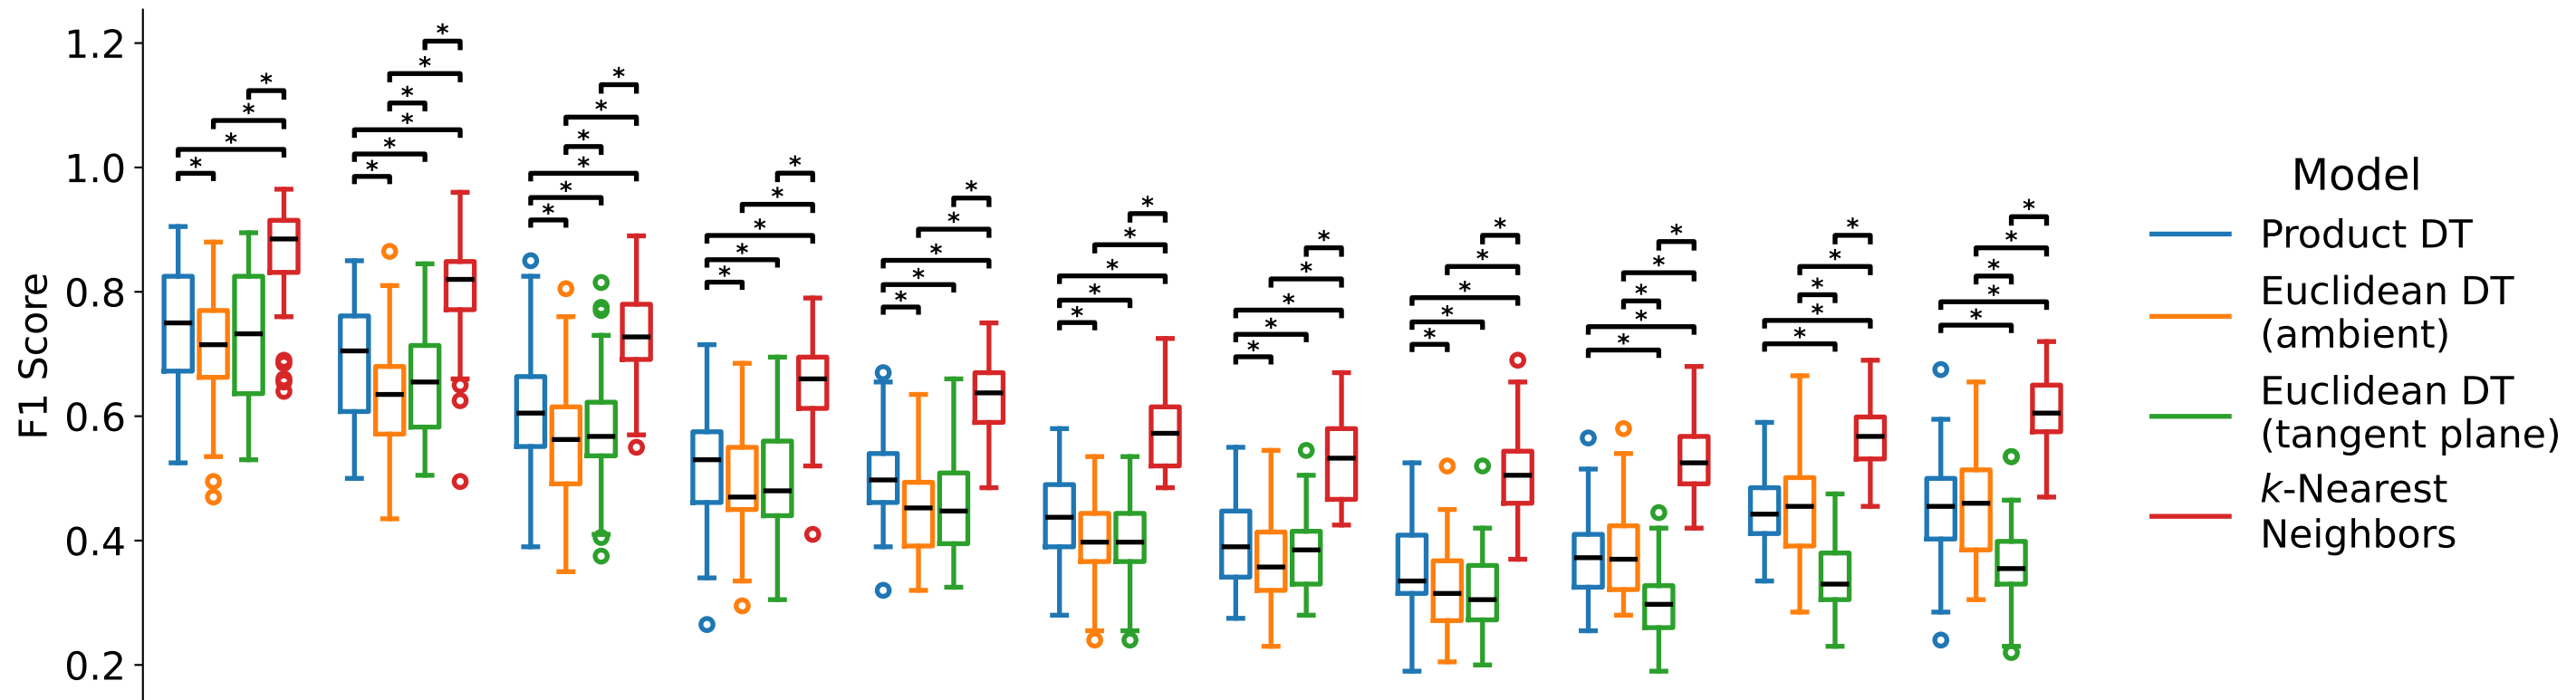 1.2
1.0
0.8
0.6
0.4
0.2
F1 Score
Model
Product DT
Euclidean DT
(ambient)
Euclidean DT
(tangent plane)
k-Nearest
Neighbors